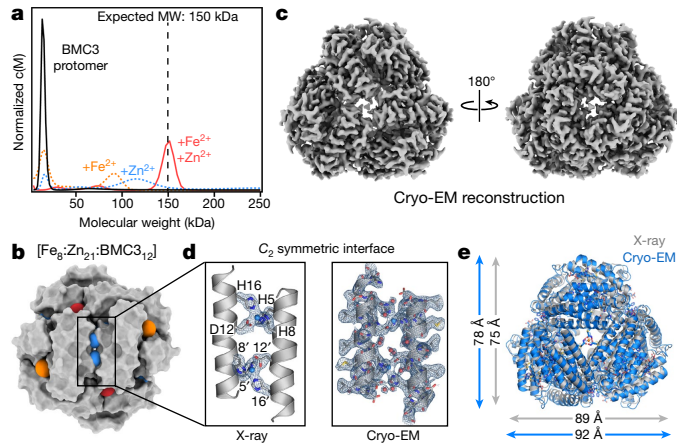 a
Expected MW: 150 kDa
Normalized c(M)
BMC3
protomer
+Fe²⁺
+Zn²⁺
+Fe²⁺
+Zn²⁺
50 100 150 200 250
Molecular weight (kDa)
c
180°
Cryo-EM reconstruction
b
[Fe₈:Zn₂₁:BMC3₁₂]
d
C₂ symmetric interface
H16
H5
D12
H8
8′ 12′
5′
16′
X-ray
Cryo-EM
e
X-ray
Cryo-EM
78 Å
75 Å
89 Å
92 Å